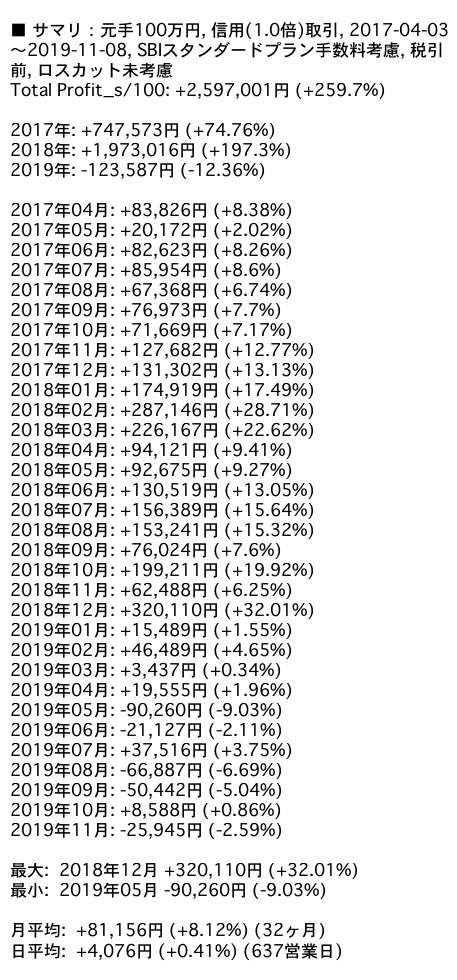 ■ サマリ：元手100万円, 信用(1.0倍)取引, 2017-04-03
～2019-11-08, SBIスタンダードプラン手数料考慮, 税引
前, ロスカット未考慮
Total Profit_s/100: +2,597,001円 (+259.7%)
2017年: +747,573円 (+74.76%)
2018年: +1,973,016円 (+197.3%)
2019年: -123,587円 (-12.36%)
2017年04月: +83,826円 (+8.38%)
2017年05月: +20,172円 (+2.02%)
2017年06月: +82,623円 (+8.26%)
2017年07月: +85,954円 (+8.6%)
2017年08月: +67,368円 (+6.74%)
2017年09月: +76,973円 (+7.7%)
2017年10月: +71,669円 (+7.17%)
2017年11月: +127,682円 (+12.77%)
2017年12月: +131,302円 (+13.13%)
2018年01月: +174,919円 (+17.49%)
2018年02月: +287,146円 (+28.71%)
2018年03月: +226,167円 (+22.62%)
2018年04月: +94,121円 (+9.41%)
2018年05月: +92,675円 (+9.27%)
2018年06月: +130,519円 (+13.05%)
2018年07月: +156,389円 (+15.64%)
2018年08月: +153,241円 (+15.32%)
2018年09月: +76,024円 (+7.6%)
2018年10月: +199,211円 (+19.92%)
2018年11月: +62,488円 (+6.25%)
2018年12月: +320,110円 (+32.01%)
2019年01月: +15,489円 (+1.55%)
2019年02月: +46,489円 (+4.65%)
2019年03月: +3,437円 (+0.34%)
2019年04月: +19,555円 (+1.96%)
2019年05月: -90,260円 (-9.03%)
2019年06月: -21,127円 (-2.11%)
2019年07月: +37,516円 (+3.75%)
2019年08月: -66,887円 (-6.69%)
2019年09月: -50,442円 (-5.04%)
2019年10月: +8,588円 (+0.86%)
2019年11月: -25,945円 (-2.59%)
最大: 2018年12月 +320,110円 (+32.01%)
最小: 2019年05月 -90,260円 (-9.03%)
月平均: +81,156円 (+8.12%) (32ヶ月)
日平均: +4,076円 (+0.41%) (637営業日)